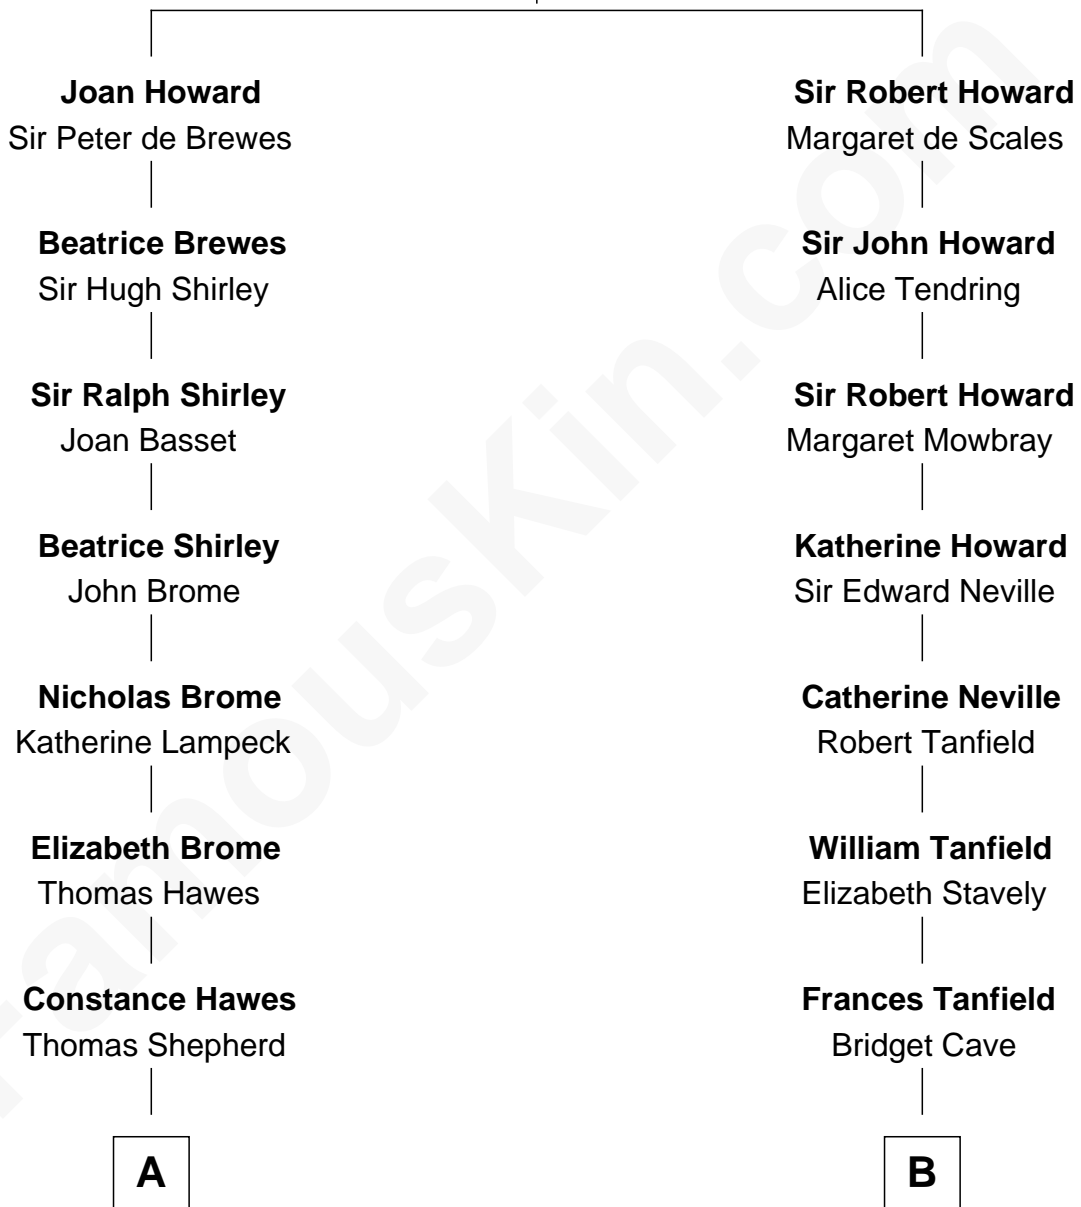 Joan Howard
Sir Peter de Brewes
Beatrice Brewes
Sir Hugh Shirley
Sir Ralph Shirley
Joan Basset
Beatrice Shirley
John Brome
Nicholas Brome
Katherine Lampeck
Elizabeth Brome
Thomas Hawes
Constance Hawes
Thomas Shepherd
A
Sir Robert Howard
Margaret de Scales
Sir John Howard
Alice Tendring
Sir Robert Howard
Margaret Mowbray
Katherine Howard
Sir Edward Neville
Catherine Neville
Robert Tanfield
William Tanfield
Elizabeth Stavely
Frances Tanfield
Bridget Cave
B
FamousKin.com